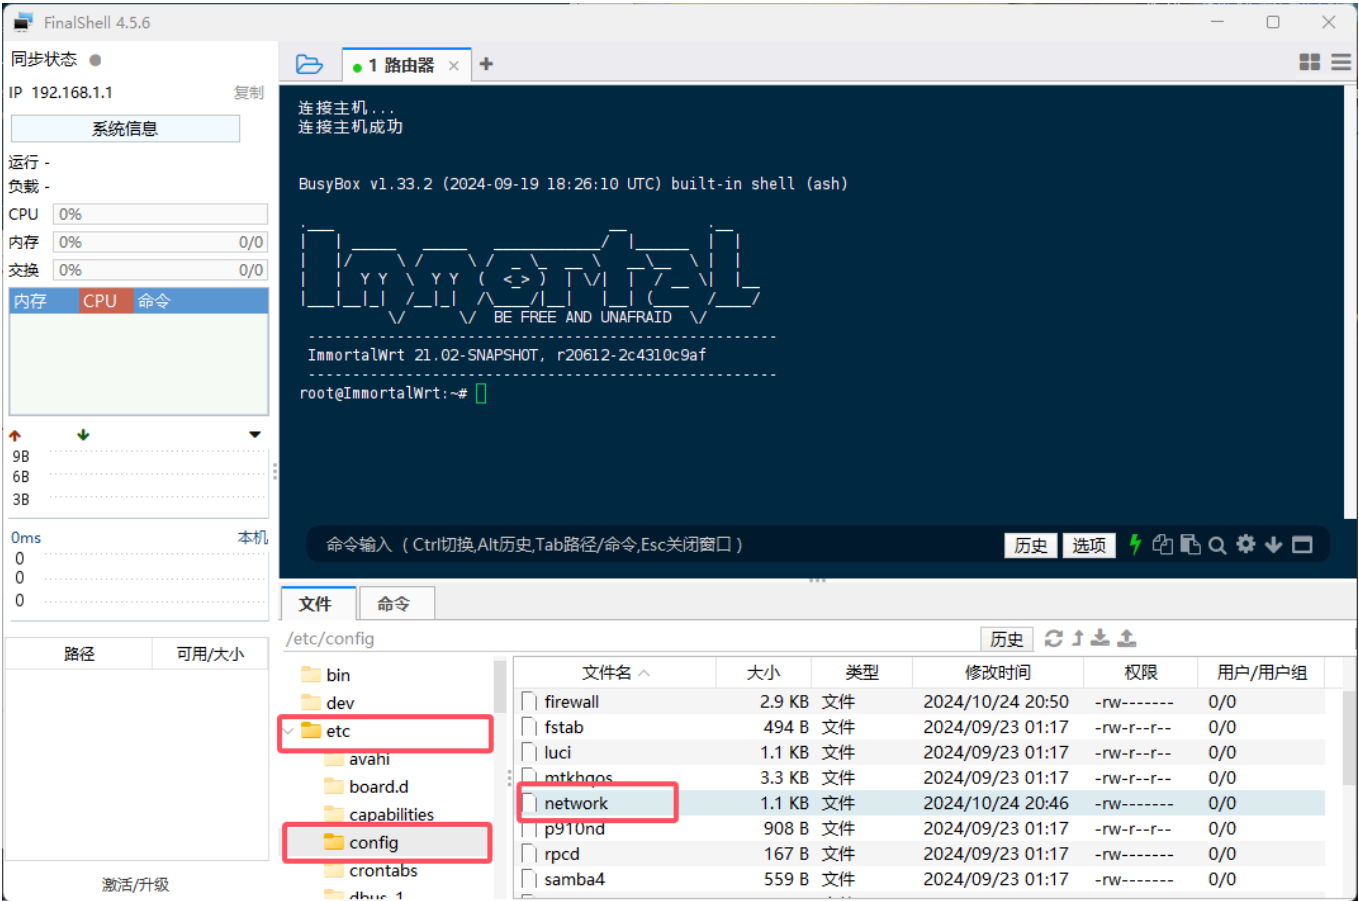 FinalShell 4.5.6
同步状态
IP 192.168.1.1 复制
系统信息
运行 -
负载 -
CPU 0%
内存 0% 0/0
交换 0% 0/0
内存 CPU 命令
9B
6B
3B
0ms 本机
0
0
0
路径 可用/大小
激活/升级
1 路由器
连接主机...
连接主机成功
BusyBox v1.33.2 (2024-09-19 18:26:10 UTC) built-in shell (ash)
Immortal
BE FREE AND UNAFRAID
ImmortalWrt 21.02-SNAPSHOT, r20612-2c4310c9af
root@ImmortalWrt:~#
命令输入 (Ctrl切换,Alt历史,Tab路径/命令,Esc关闭窗口) 历史 选项
文件 命令
/etc/config 历史
bin
dev
etc
avahi
board.d
capabilities
config
crontabs
dbus-1
文件名 大小 类型 修改时间 权限 用户/用户组
firewall 2.9 KB 文件 2024/10/24 20:50 -rw------- 0/0
fstab 494 B 文件 2024/09/23 01:17 -rw-r--r-- 0/0
luci 1.1 KB 文件 2024/09/23 01:17 -rw-r--r-- 0/0
mtkhqos 3.3 KB 文件 2024/09/23 01:17 -rw-r--r-- 0/0
network 1.1 KB 文件 2024/10/24 20:46 -rw------- 0/0
p910nd 908 B 文件 2024/09/23 01:17 -rw-r--r-- 0/0
rpcd 167 B 文件 2024/09/23 01:17 -rw------- 0/0
samba4 559 B 文件 2024/09/23 01:17 -rw------- 0/0